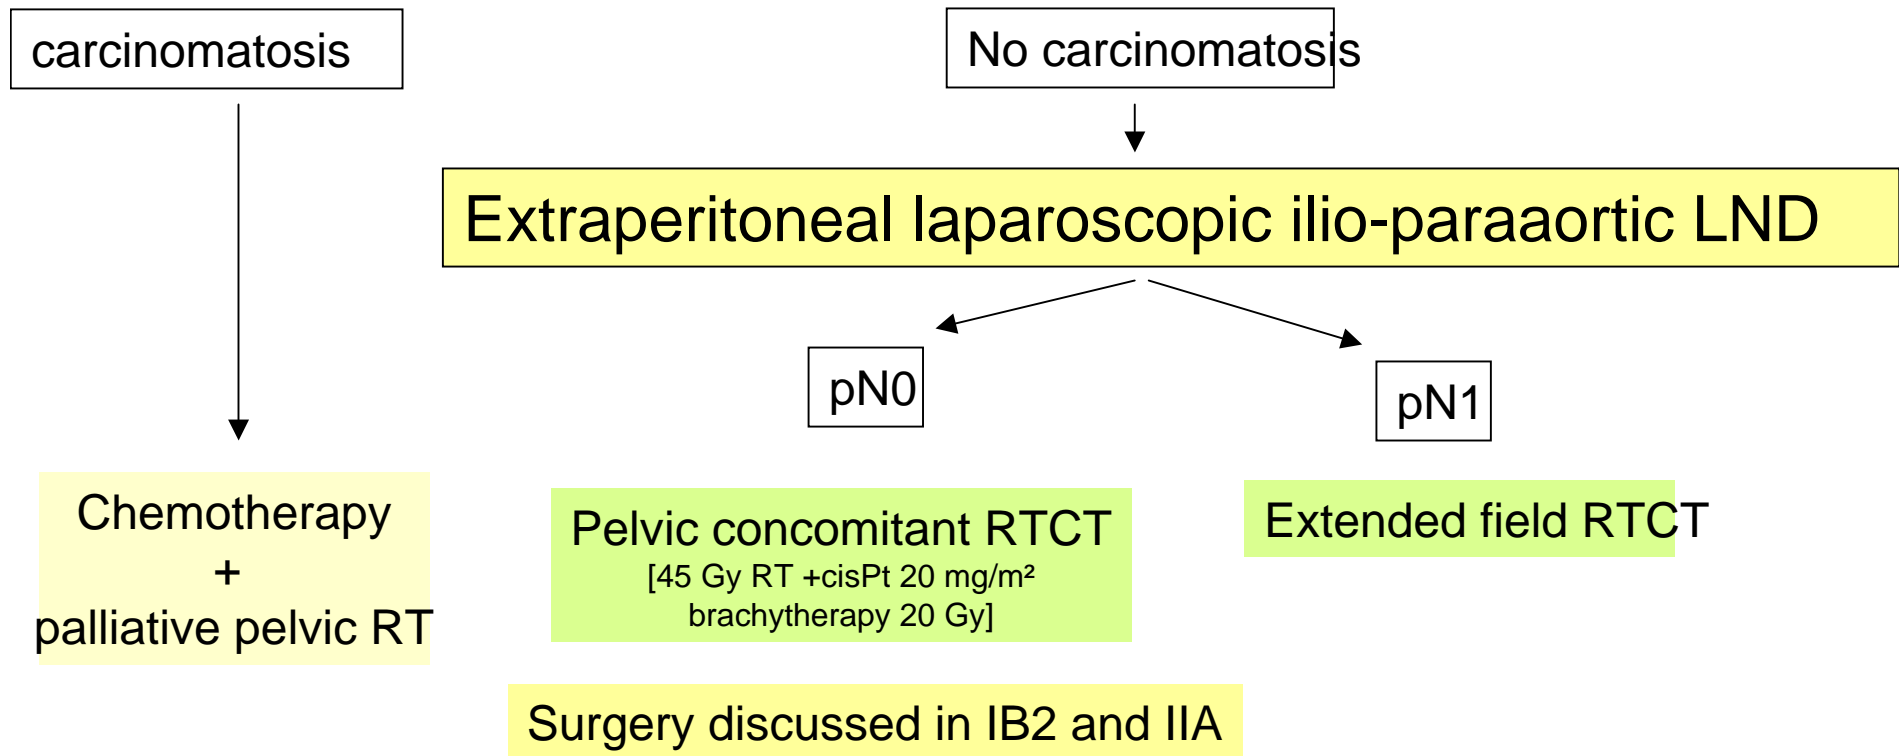 carcinomatosis
No carcinomatosis
Extraperitoneal laparoscopic ilio-paraaortic LND
pN0
pN1
Chemotherapy
+
palliative pelvic RT
Pelvic concomitant RTCT
[45 Gy RT +cisPt 20 mg/m²
brachytherapy 20 Gy]
Extended field RTCT
Surgery discussed in IB2 and IIA